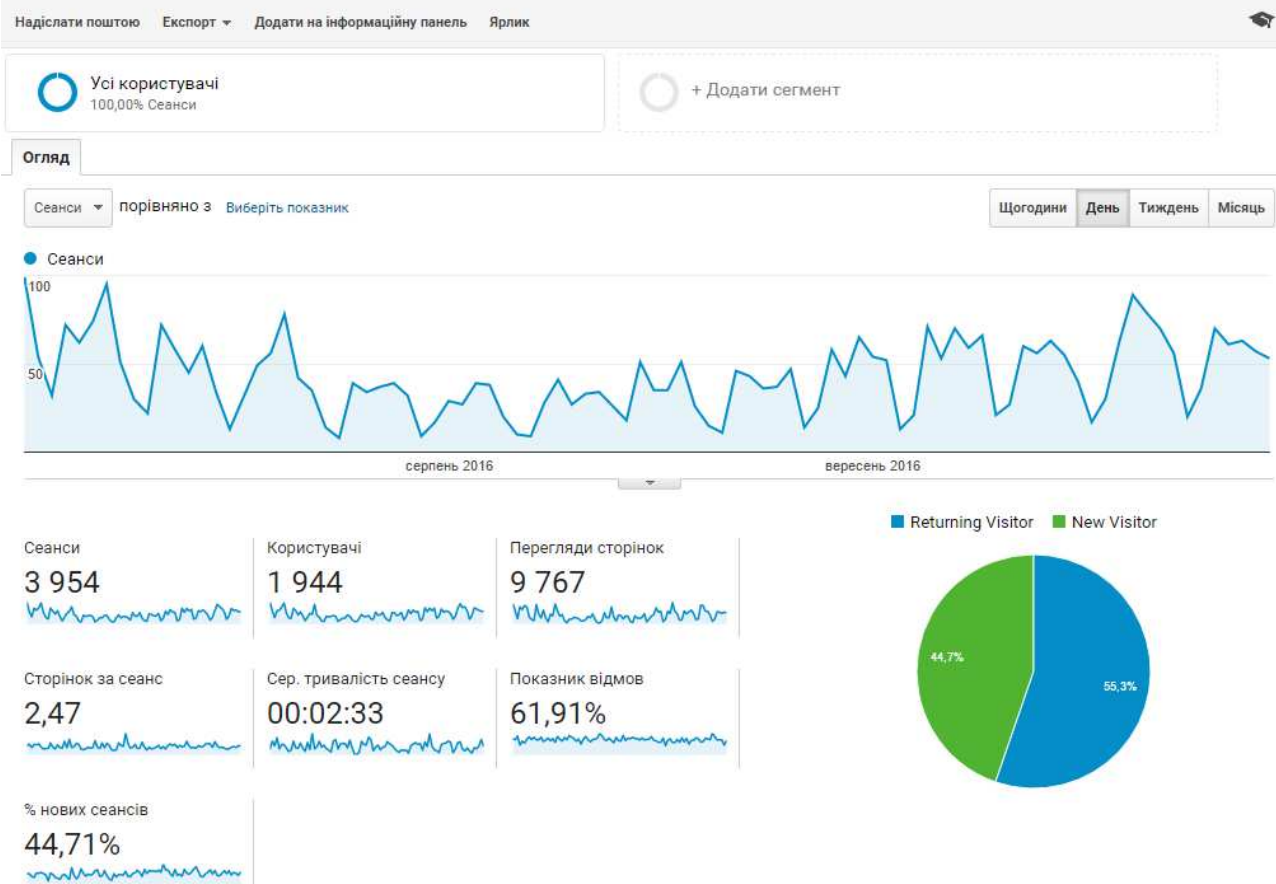 Надіслати поштою Експорт Додати на інформаційну панель Ярлик
Усі користувачі
100,00% Сеанси
+ Додати сегмент
Огляд
Сеанси порівняно з Виберіть показник
Щогодини День Тиждень Місяць
Сеанси
100
50
серпень 2016 вересень 2016
Returning Visitor New Visitor
Сеанси Користувачі Перегляди сторінок
3 954 1 944 9 767
44,7%
55,3%
Сторінок за сеанс Сер. тривалість сеансу Показник відмов
2,47 00:02:33 61,91%
% нових сеансів
44,71%